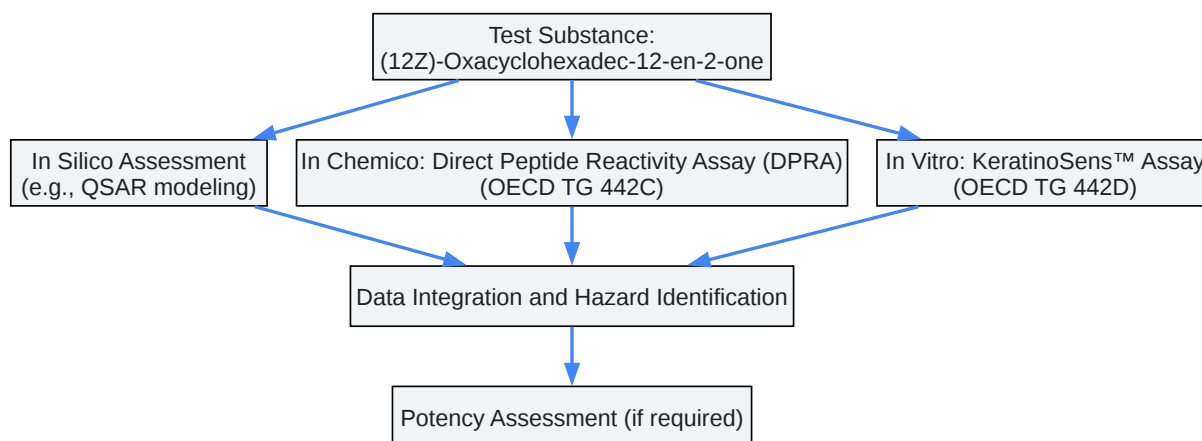 Test Substance:
(12Z)-Oxacyclohexadec-12-en-2-one
In Silico Assessment
(e.g., QSAR modeling)
In Chemico: Direct Peptide Reactivity Assay (DPRA)
(OECD TG 442C)
In Vitro: KeratinoSens™ Assay
(OECD TG 442D)
Data Integration and Hazard Identification
Potency Assessment (if required)